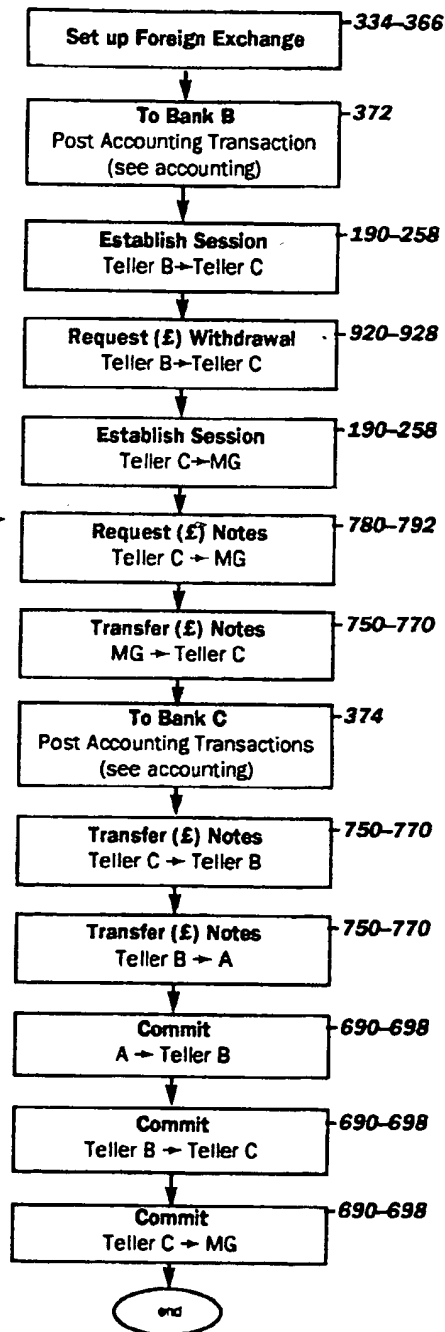 Set up Foreign Exchange
334–366
To Bank B
372
Post Accounting Transaction
(see accounting)
Establish Session
190–258
Teller B→Teller C
Request (£) Withdrawal
920–928
Teller B→Teller C
Establish Session
190–258
Teller C→MG
Request (£) Notes
780–792
Teller C → MG
Transfer (£) Notes
750–770
MG → Teller C
To Bank C
374
Post Accounting Transactions
(see accounting)
Transfer (£) Notes
750–770
Teller C → Teller B
Transfer (£) Notes
750–770
Teller B → A
Commit
690–698
A → Teller B
Commit
690–698
Teller B → Teller C
Commit
690–698
Teller C → MG
end